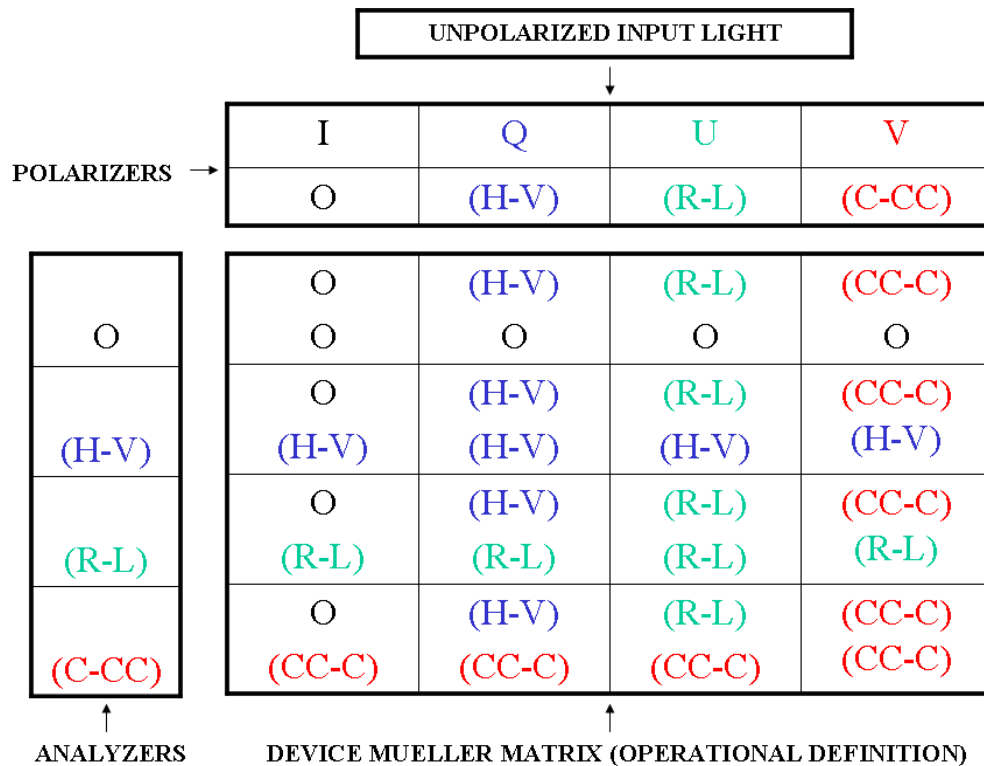 UNPOLARIZED INPUT LIGHT
I Q U V
POLARIZERS
O (H-V) (R-L) (C-CC)
O (H-V) (R-L) (CC-C)
O O O O O
O (H-V) (R-L) (CC-C)
(H-V) (H-V) (H-V) (H-V) (H-V)
O (H-V) (R-L) (CC-C)
(R-L) (R-L) (R-L) (R-L) (R-L)
O (H-V) (R-L) (CC-C)
(C-CC) (CC-C) (CC-C) (CC-C) (CC-C)
ANALYZERS DEVICE MUELLER MATRIX (OPERATIONAL DEFINITION)